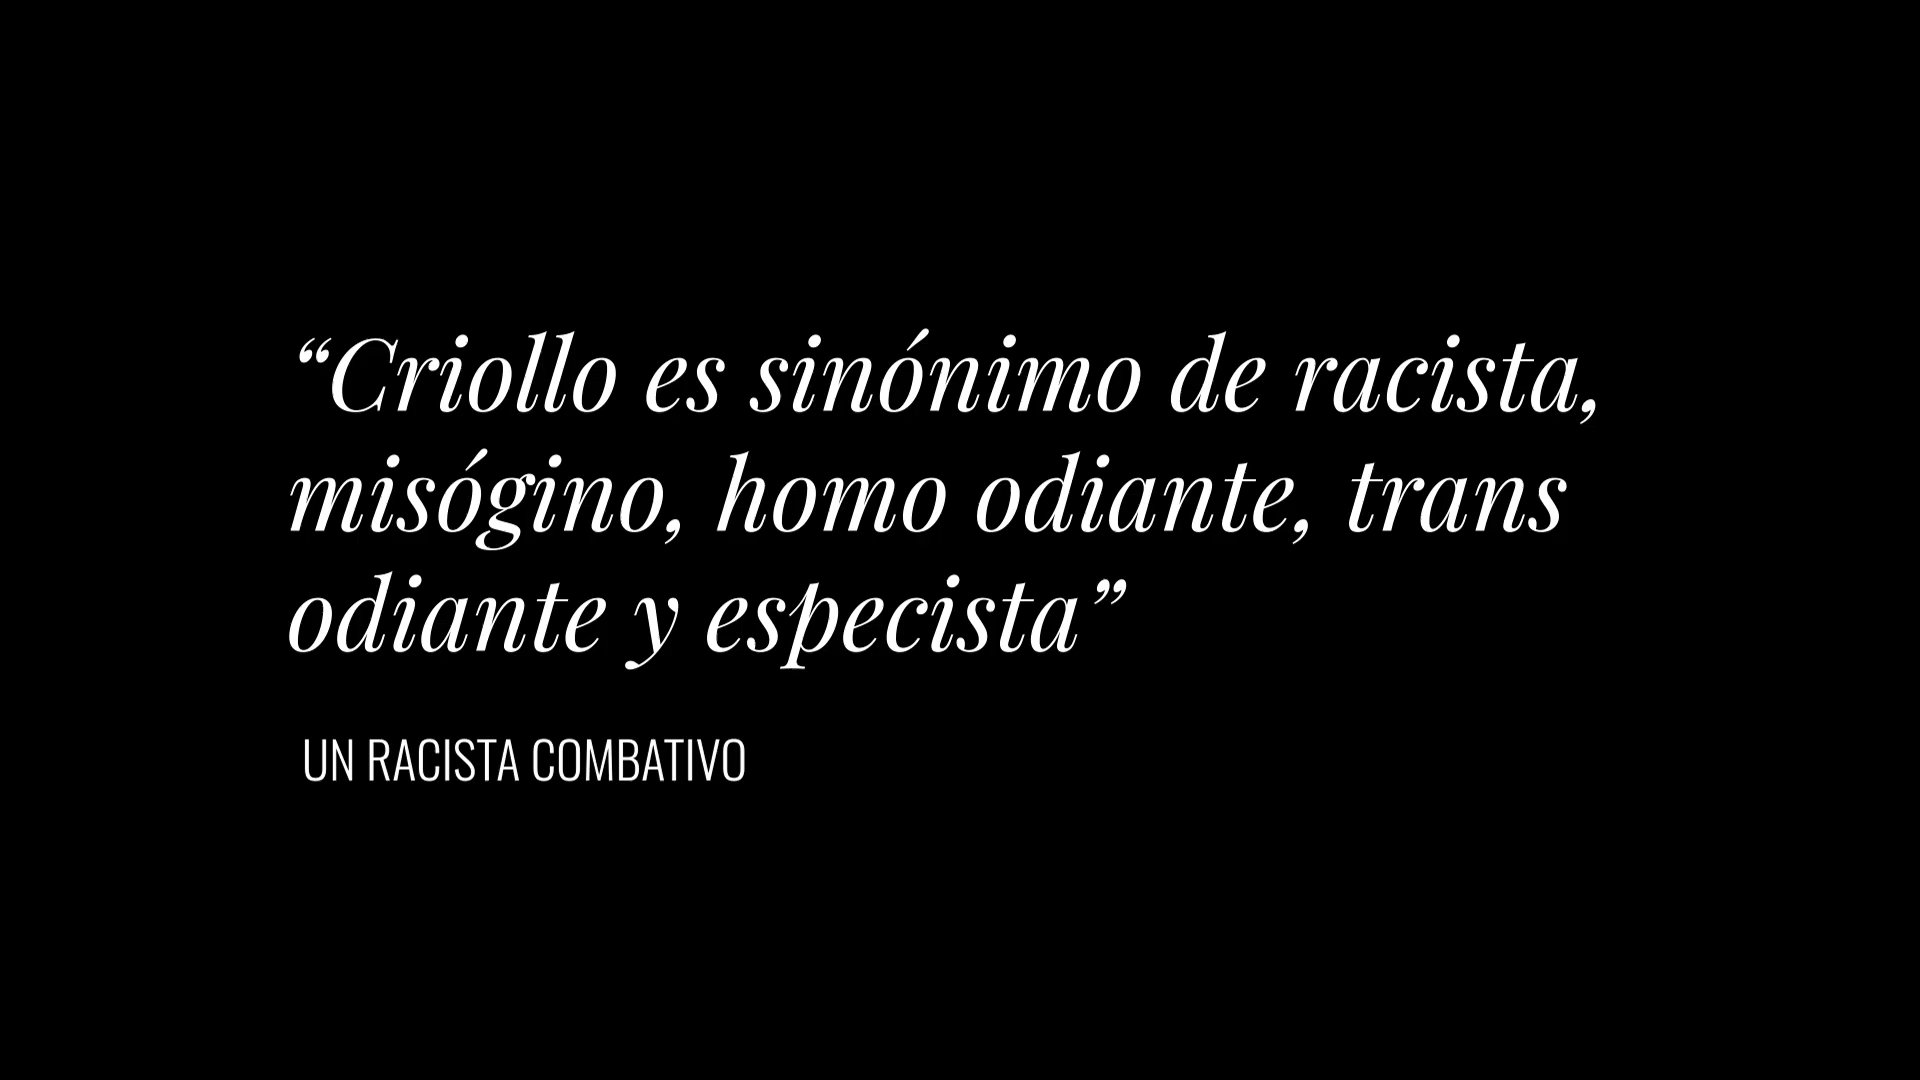 “Criollo es sinónimo de racista,
misógino, homo odiante, trans
odiante y especista”
UN RACISTA COMBATIVO